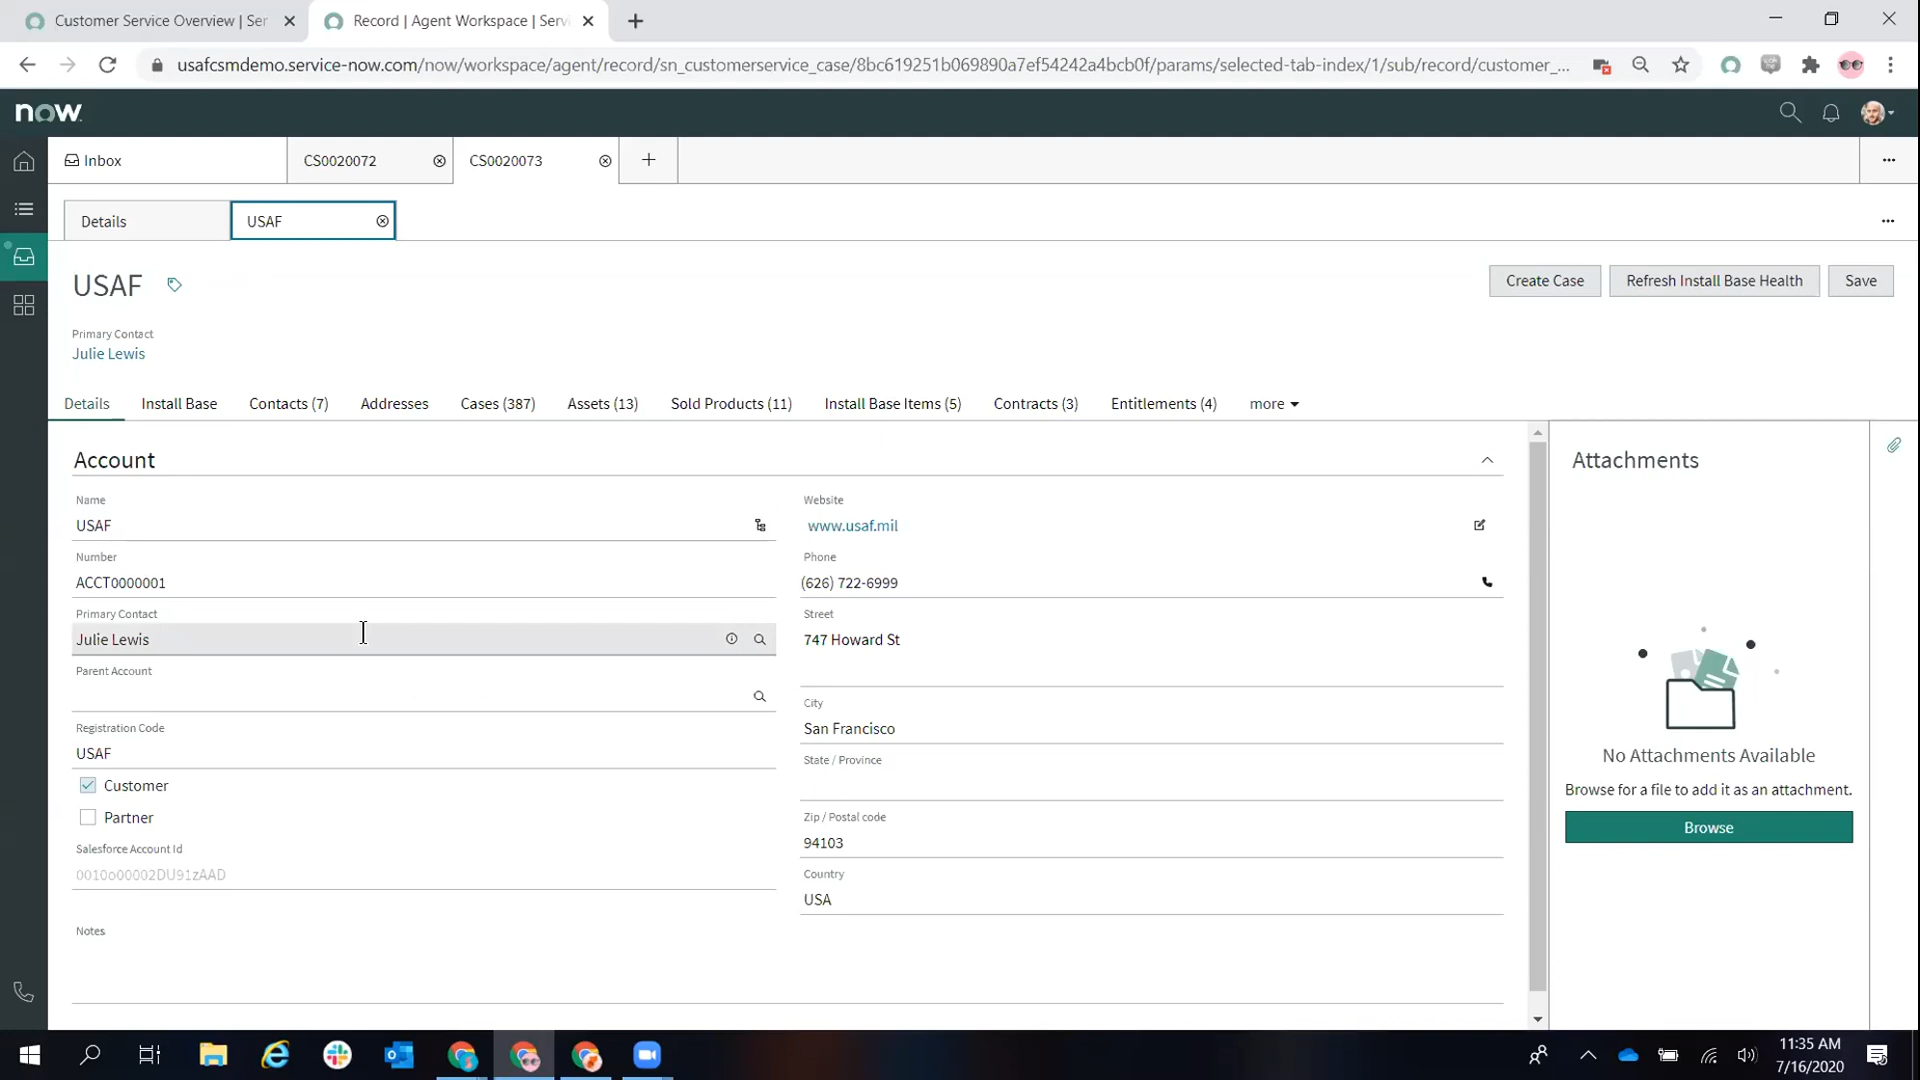 Customer Service Overview | Ser
Record | Agent Workspace | Servi
usafcsmdemo.service-now.com/now/workspace/agent/record/sn_customerservice_case/8bc619251b069890a7ef54242a4bcb0f/params/selected-tab-index/1/sub/record/customer_...
now
Inbox
CS0020072
CS0020073
Details
USAF
USAF
Create Case
Refresh Install Base Health
Save
Primary Contact
Julie Lewis
Details
Install Base
Contacts (7)
Addresses
Cases (387)
Assets (13)
Sold Products (11)
Install Base Items (5)
Contracts (3)
Entitlements (4)
more
Account
Name
USAF
Number
ACCT0000001
Primary Contact
Julie Lewis
Parent Account
Registration Code
USAF
Customer
Partner
Salesforce Account Id
0010o00002DU91zAAD
Notes
Website
www.usaf.mil
Phone
(626) 722-6999
Street
747 Howard St
City
San Francisco
State / Province
Zip / Postal code
94103
Country
USA
Attachments
No Attachments Available
Browse for a file to add it as an attachment.
Browse
11:35 AM
7/16/2020